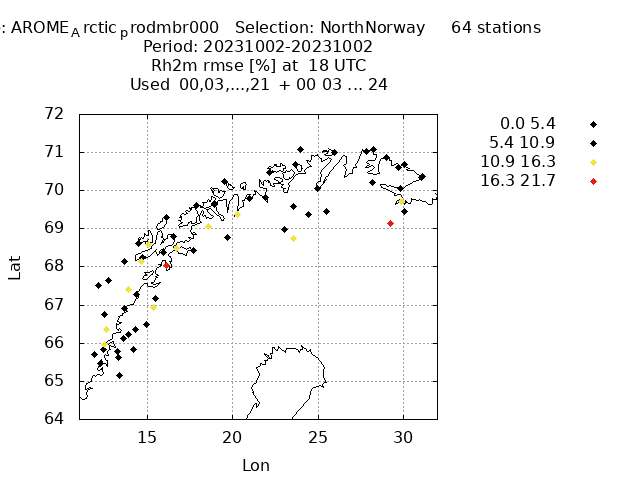 : AROME_Arctic_prodmbr000 Selection: NorthNorway 64 stations
Period: 20231002-20231002
Rh2m rmse [%] at 18 UTC
Used 00,03,...,21 + 00 03 ... 24
0.0 5.4
5.4 10.9
10.9 16.3
16.3 21.7
72
71
70
69
68
67
66
65
64
Lat
15 20 25 30
Lon